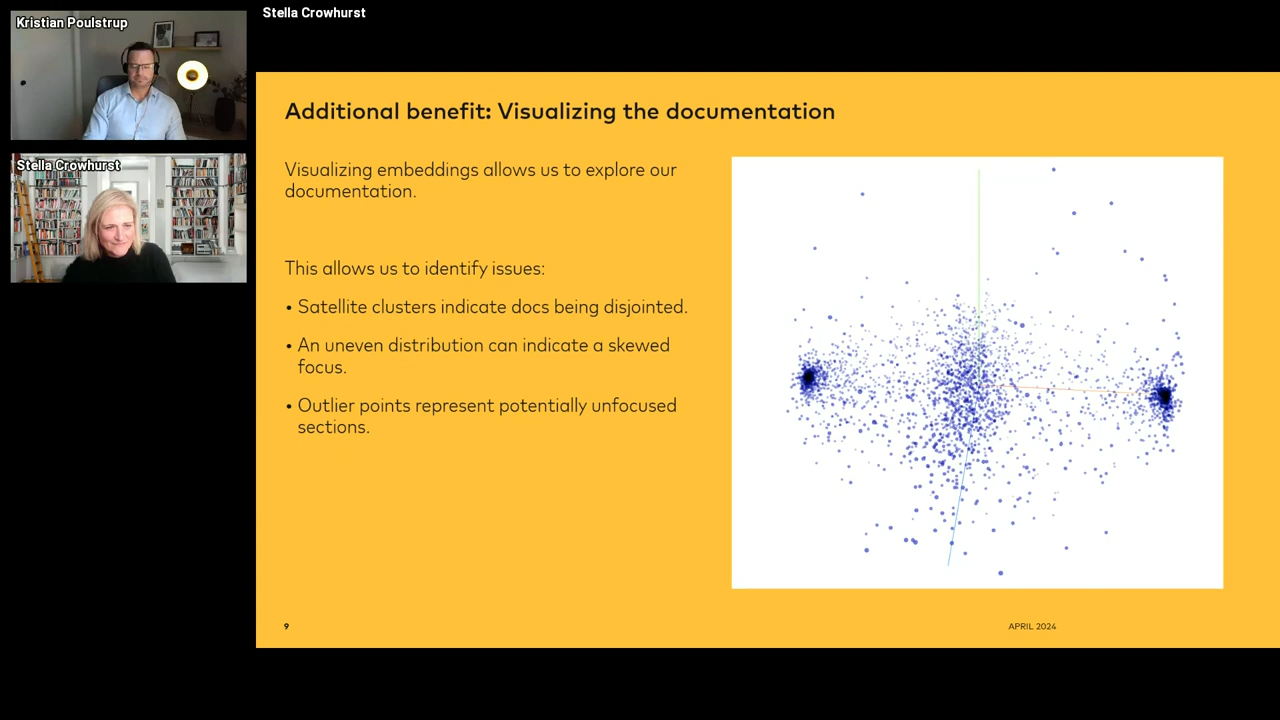 Kristian Poulstrup
Stella Crowhurst
Stella Crowhurst
Additional benefit: Visualizing the documentation
Visualizing embeddings allows us to explore our
documentation.
This allows us to identify issues:
• Satellite clusters indicate docs being disjointed.
• An uneven distribution can indicate a skewed
focus.
• Outlier points represent potentially unfocused
sections.
9
APRIL 2024